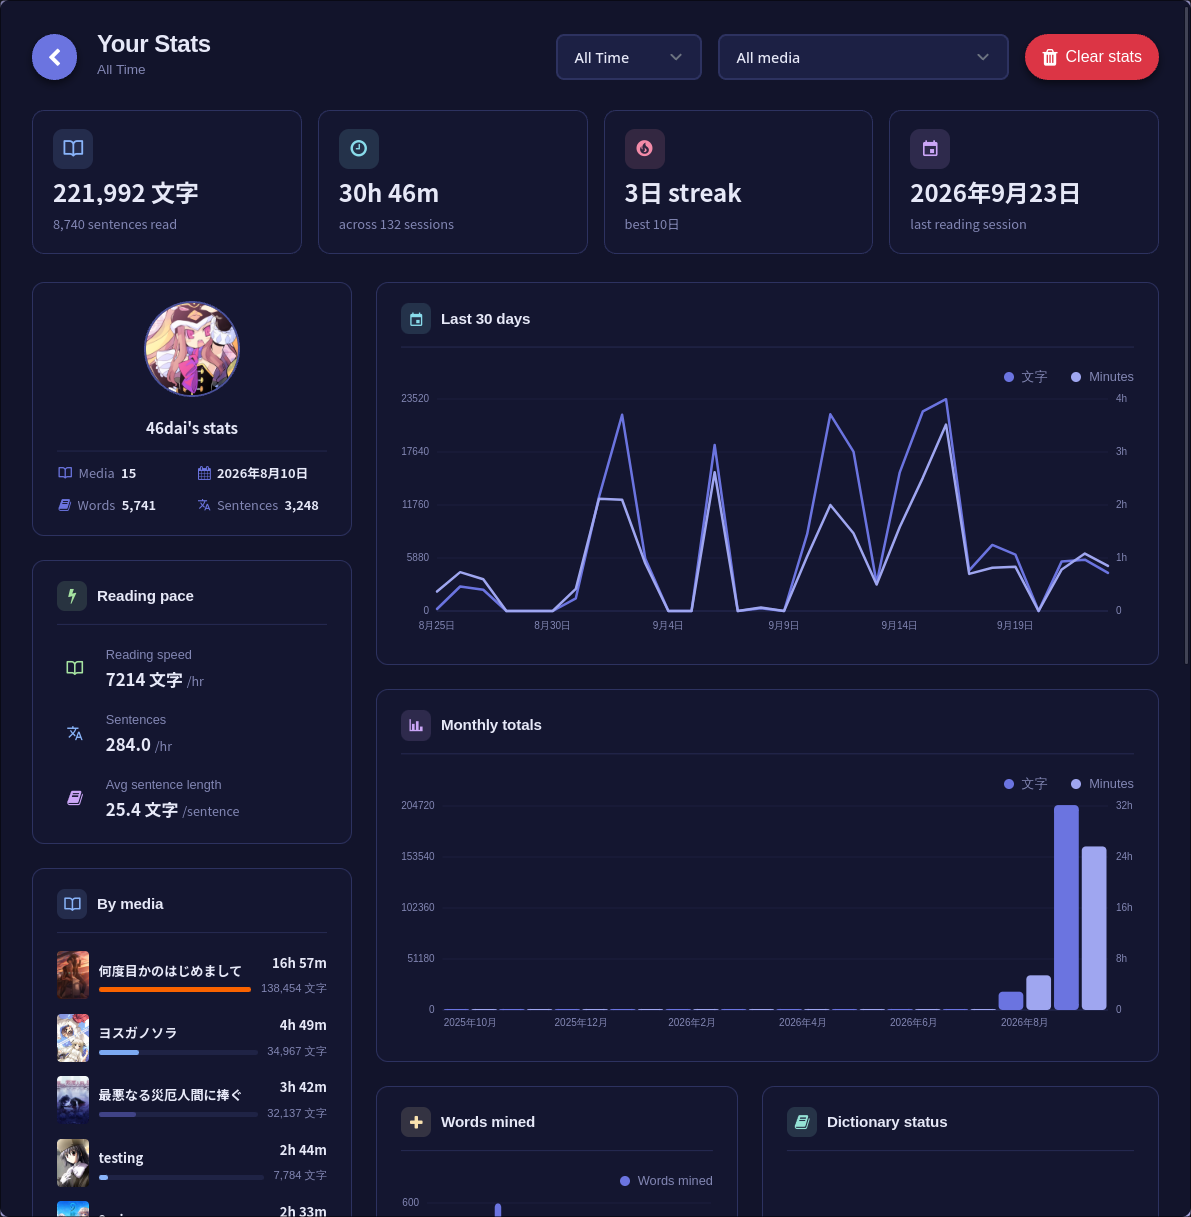 Your Stats
All Time
All Time
All media
Clear stats
221,992 文字
8,740 sentences read
30h 46m
across 132 sessions
3日 streak
best 10日
2026年9月23日
last reading session
46dai's stats
Media 15
2026年8月10日
Words 5,741
Sentences 3,248
Reading pace
Reading speed
7214 文字 /hr
Sentences
284.0 /hr
Avg sentence length
25.4 文字 /sentence
By media
何度目かのはじめまして
16h 57m
138,454 文字
ヨスガノソラ
4h 49m
34,967 文字
最悪なる災厄人間に捧ぐ
3h 42m
32,137 文字
testing
2h 44m
7,784 文字
2h 33m
Last 30 days
文字 Minutes
23520 4h
17640 3h
11760 2h
5880 1h
0 0
8月25日 8月30日 9月4日 9月9日 9月14日 9月19日
Monthly totals
文字 Minutes
204720 32h
153540 24h
102360 16h
51180 8h
0 0
2025年10月 2025年12月 2026年2月 2026年4月 2026年6月 2026年8月
Words mined
Words mined
600
Dictionary status